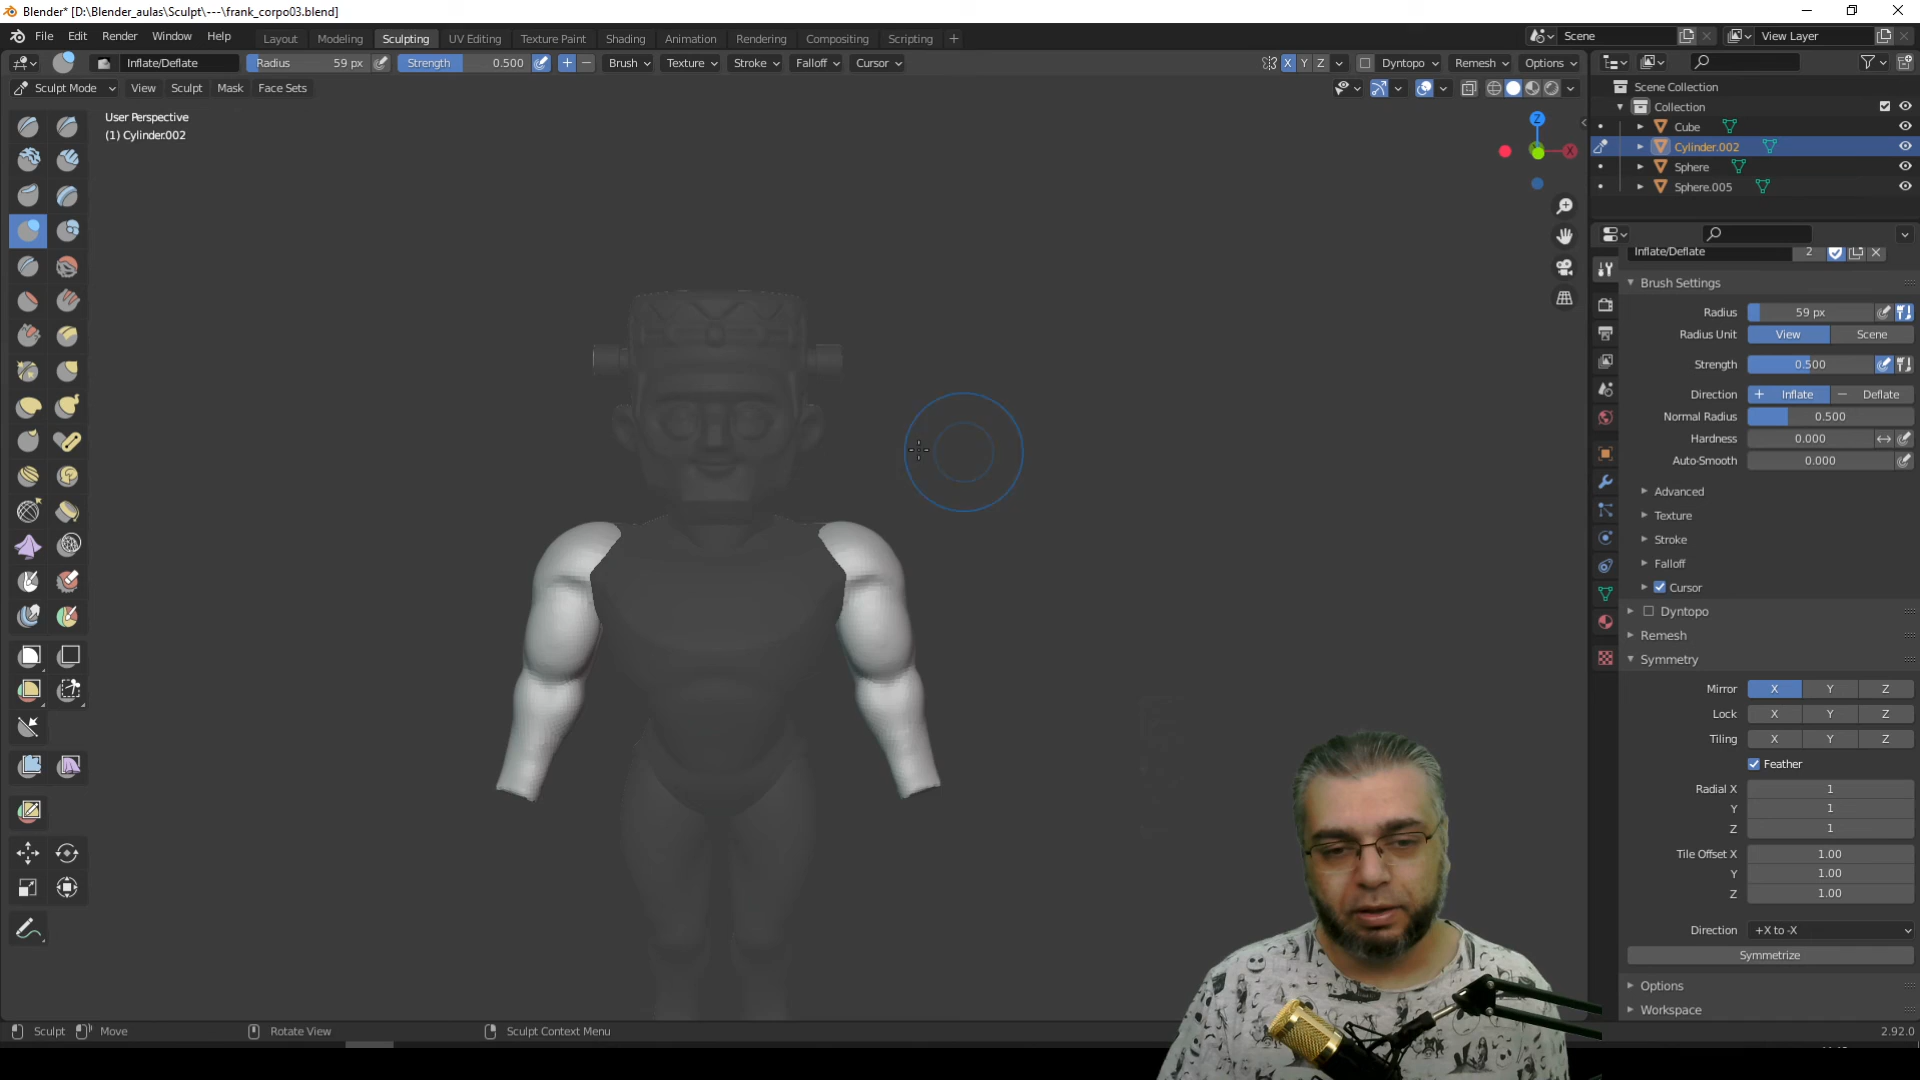 Blender* [D:\Blender_aulas\Sculpt\---\frank_corpo03.blend]
File Edit Render Window Help
Layout Modeling Sculpting UV Editing Texture Paint Shading Animation Rendering Compositing Scripting +
Scene View Layer
Inflate/Deflate Radius 59 px Strength 0.500 + − Brush Texture Stroke Falloff Cursor X Y Z Dyntopo Remesh Options
Sculpt Mode View Sculpt Mask Face Sets
User Perspective
(1) Cylinder.002
Z
X
Scene Collection
Collection
Cube
Cylinder.002
Sphere
Sphere.005
Inflate/Deflate 2
Brush Settings
Radius 59 px
Radius Unit View Scene
Strength 0.500
Direction + Inflate − Deflate
Normal Radius 0.500
Hardness 0.000
Auto-Smooth 0.000
Advanced
Texture
Stroke
Falloff
Cursor
Dyntopo
Remesh
Symmetry
Mirror X Y Z
Lock X Y Z
Tiling X Y Z
Feather
Radial X 1
Y 1
Z 1
Tile Offset X 1.00
Y 1.00
Z 1.00
Direction +X to -X
Symmetrize
Options
Workspace
Sculpt Move Rotate View Sculpt Context Menu 2.92.0